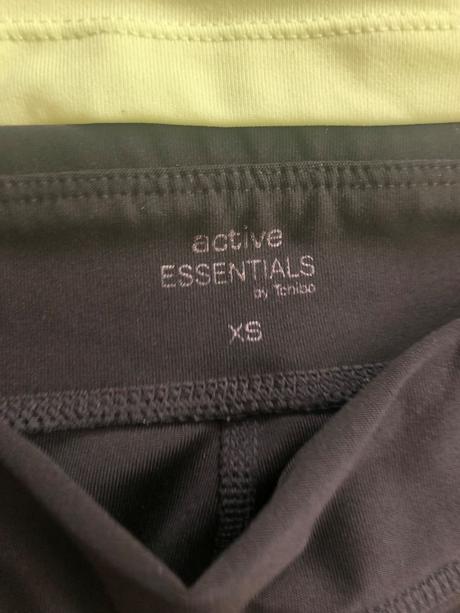 active
ESSENTIALS
by Tchibo
XS